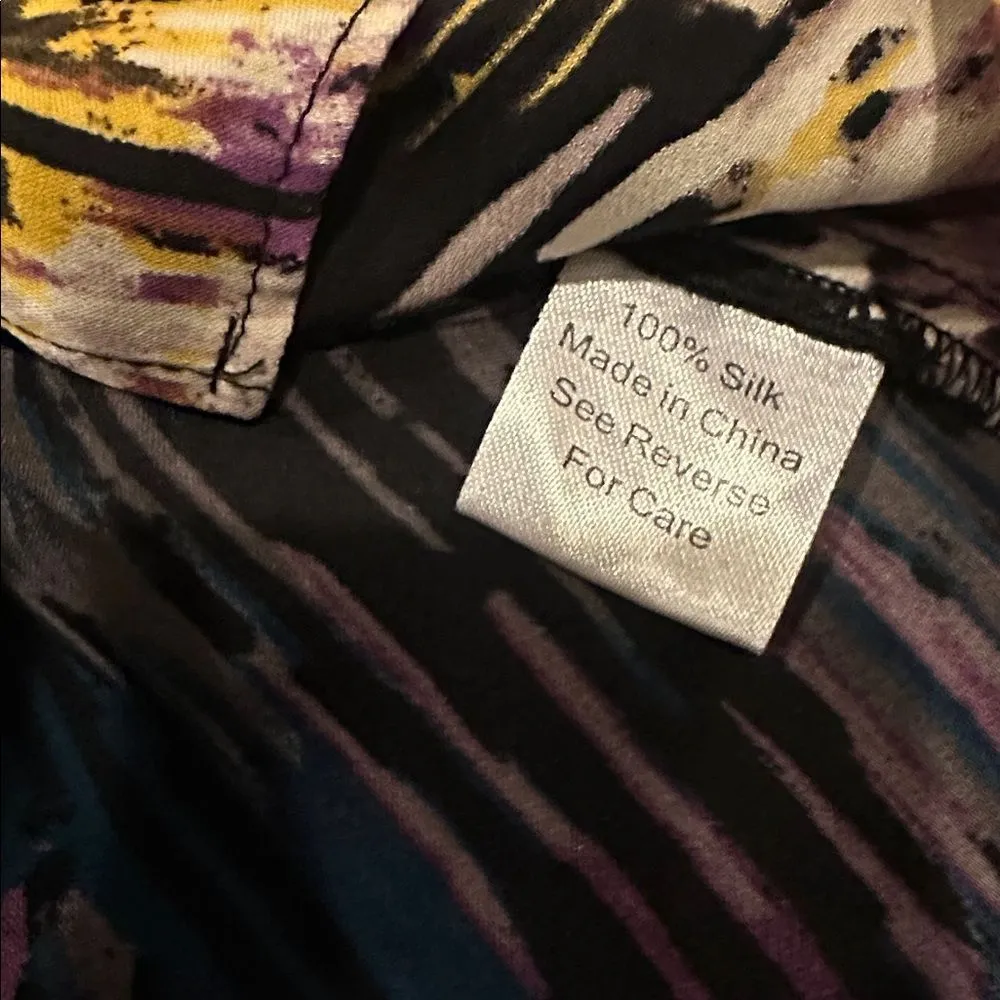 100% Silk
Made in China
See Reverse
For Care